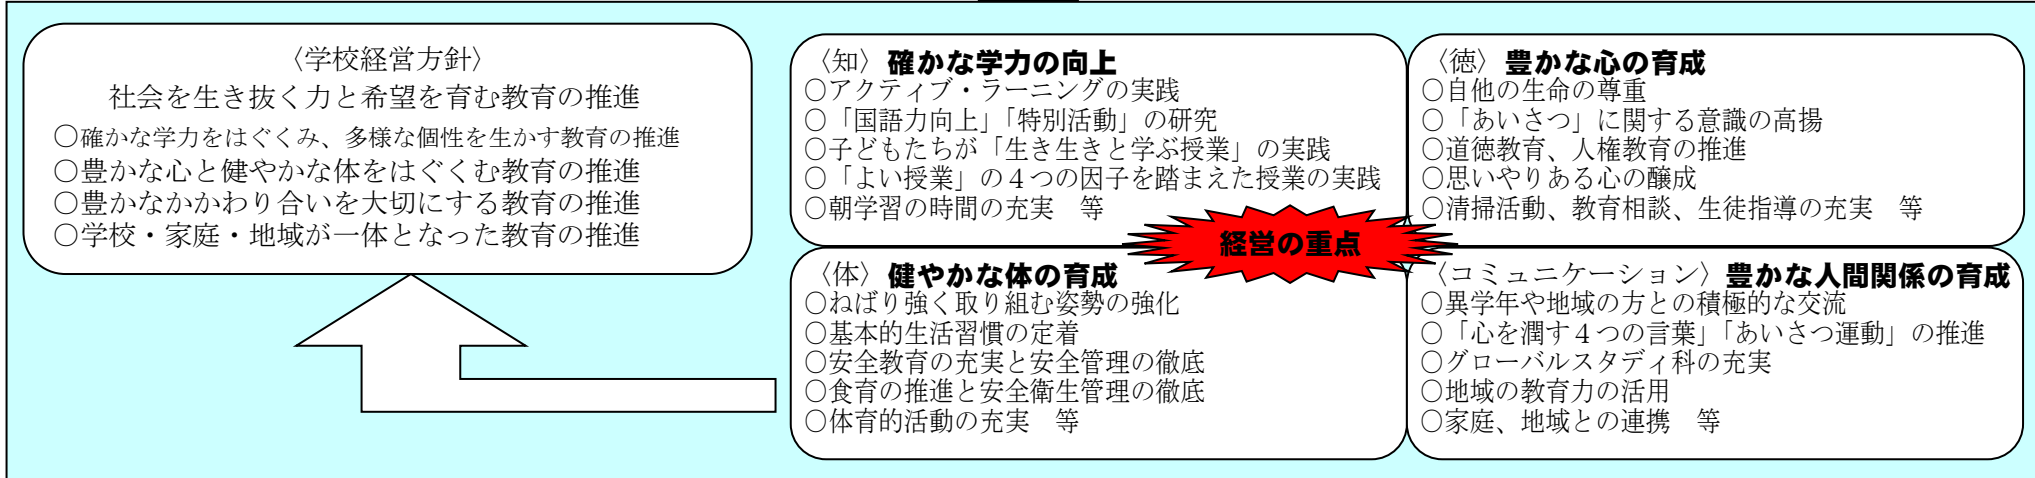 〈学校経営方針〉
社会を生き抜く力と希望を育む教育の推進
○確かな学力をはぐくみ、多様な個性を生かす教育の推進
○豊かな心と健やかな体をはぐくむ教育の推進
○豊かなかかわり合いを大切にする教育の推進
○学校・家庭・地域が一体となった教育の推進
〈知〉確かな学力の向上
○アクティブ・ラーニングの実践
○「国語力向上」「特別活動」の研究
○子どもたちが「生き生きと学ぶ授業」の実践
○「よい授業」の４つの因子を踏まえた授業の実践
○朝学習の時間の充実　等
〈徳〉豊かな心の育成
○自他の生命の尊重
○「あいさつ」に関する意識の高揚
○道徳教育、人権教育の推進
○思いやりある心の醸成
○清掃活動、教育相談、生徒指導の充実　等
経営の重点
〈体〉健やかな体の育成
○ねばり強く取り組む姿勢の強化
○基本的生活習慣の定着
○安全教育の充実と安全管理の徹底
○食育の推進と安全衛生管理の徹底
○体育的活動の充実　等
〈コミュニケーション〉豊かな人間関係の育成
○異学年や地域の方との積極的な交流
○「心を潤す４つの言葉」「あいさつ運動」の推進
○グローバルスタディ科の充実
○地域の教育力の活用
○家庭、地域との連携　等